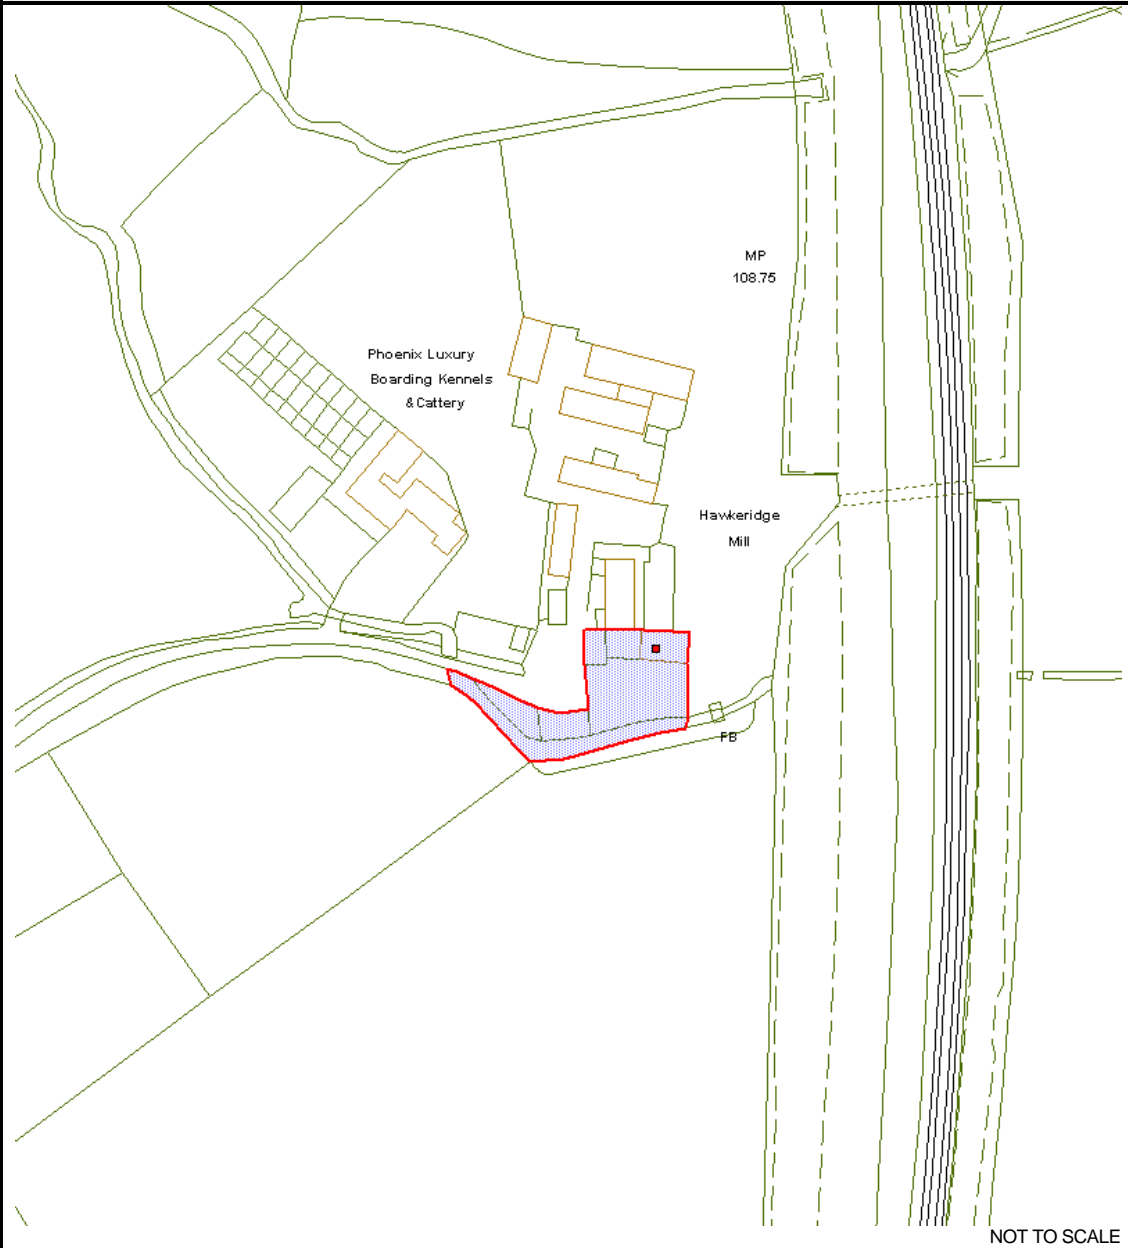 MP
108.75
Phoenix Luxury
Boarding Kennels
& Cattery
Hawkeridge
Mill
FB
NOT TO SCALE